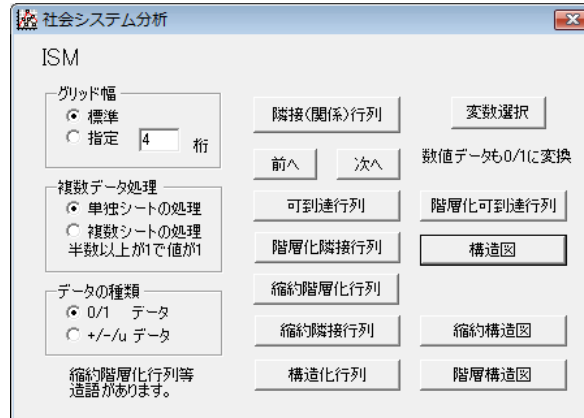 社会システム分析
ISM
グリッド幅
標準
指定 4 桁
複数データ処理
単独シートの処理
複数シートの処理
半数以上が1で値が1
データの種類
0/1 データ
+/-/u データ
縮約階層化行列等
造語があります。
隣接(関係)行列
変数選択
前へ 次へ
数値データも0/1に変換
可到達行列
階層化可到達行列
階層化隣接行列
構造図
縮約階層化行列
縮約隣接行列
縮約構造図
構造化行列
階層構造図